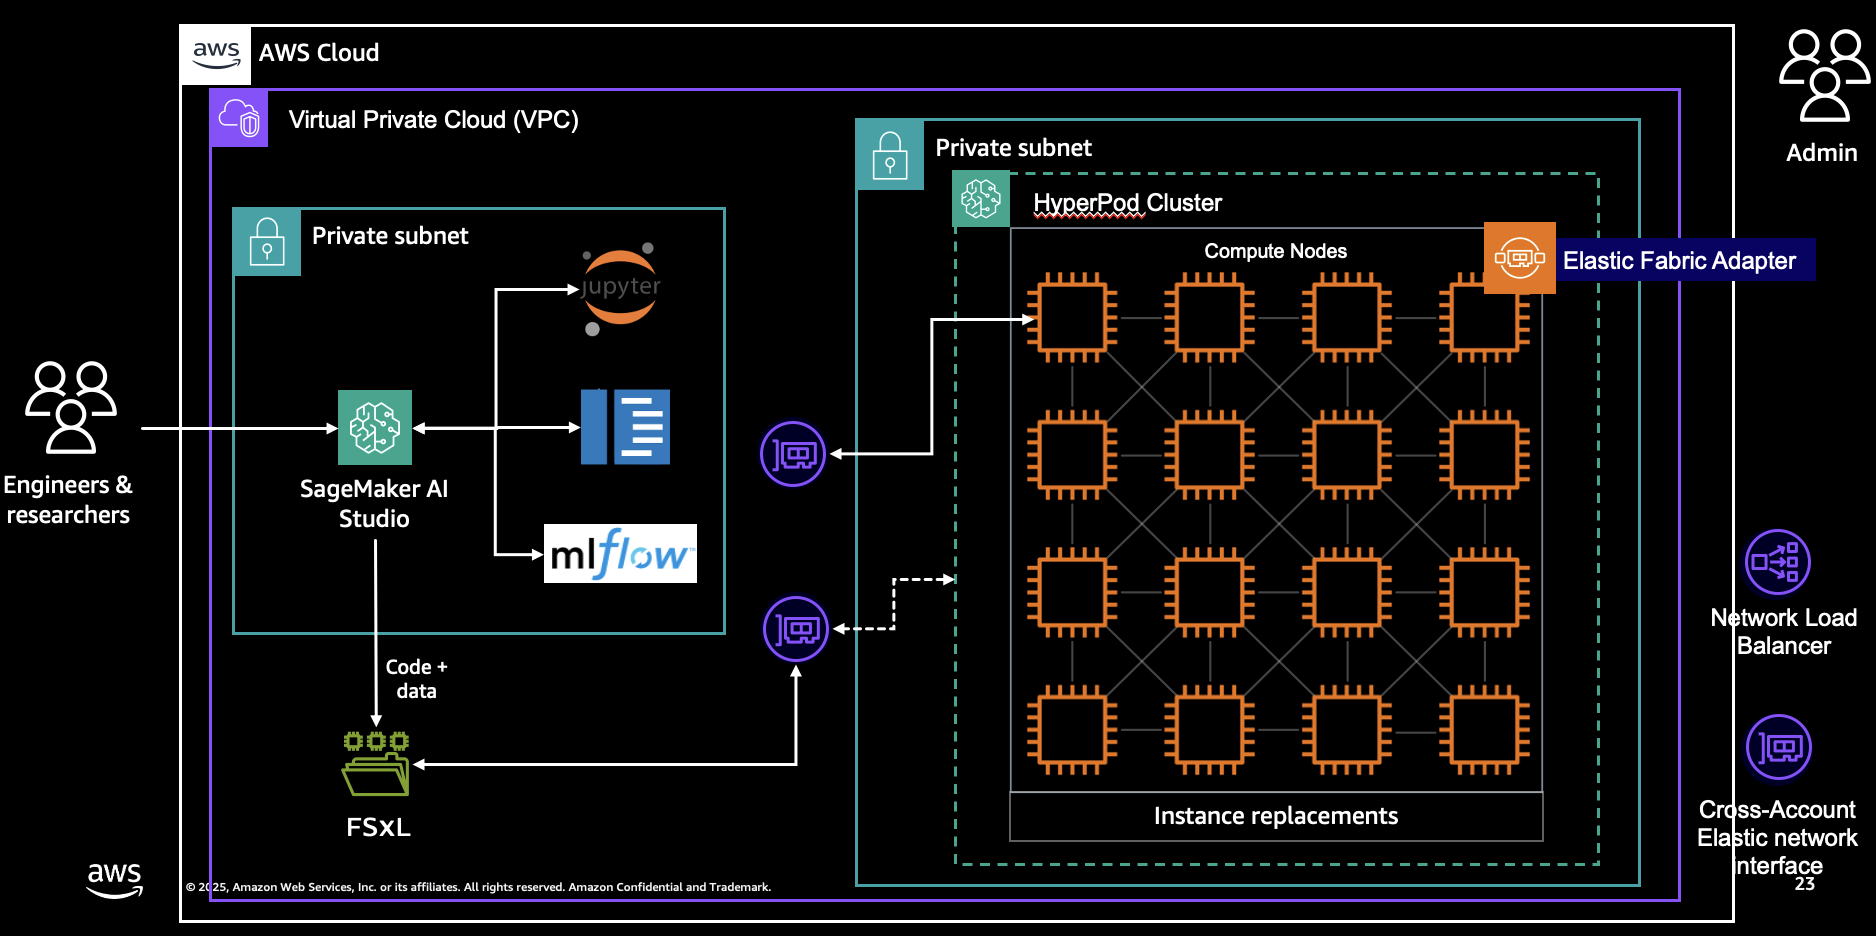 aws
AWS Cloud
Admin
Virtual Private Cloud (VPC)
Private subnet
HyperPod Cluster
Compute Nodes
Elastic Fabric Adapter
Private subnet
jupyter
Engineers &
researchers
SageMaker AI
Studio
mlflow™
Code +
data
FSxL
Instance replacements
Network Load
Balancer
Cross-Account
Elastic network
interface
aws
© 2025, Amazon Web Services, Inc. or its affiliates. All rights reserved. Amazon Confidential and Trademark.
23